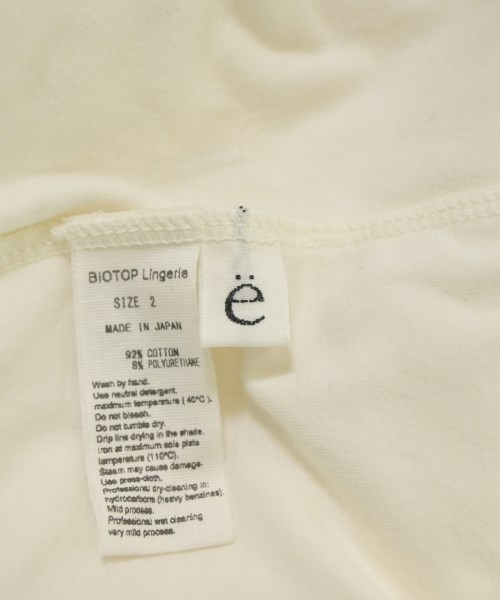 BIOTOP Lingerie
SIZE 2
MADE IN JAPAN
92% COTTON
8% POLYURETHANE
Wash by hand.
Use neutral detergent.
maximum temperature ( 40°C ).
Do not bleach.
Do not tumble dry.
Drip line drying in the shade.
iron at maximum sole plate
temperature (110°C).
Steam may cause damage.
Use press-cloth.
Professional dry-cleaning in:
hydrocarbons (heavy benzines).
Mild process.
Professional wet cleaning
very mild process.
ë